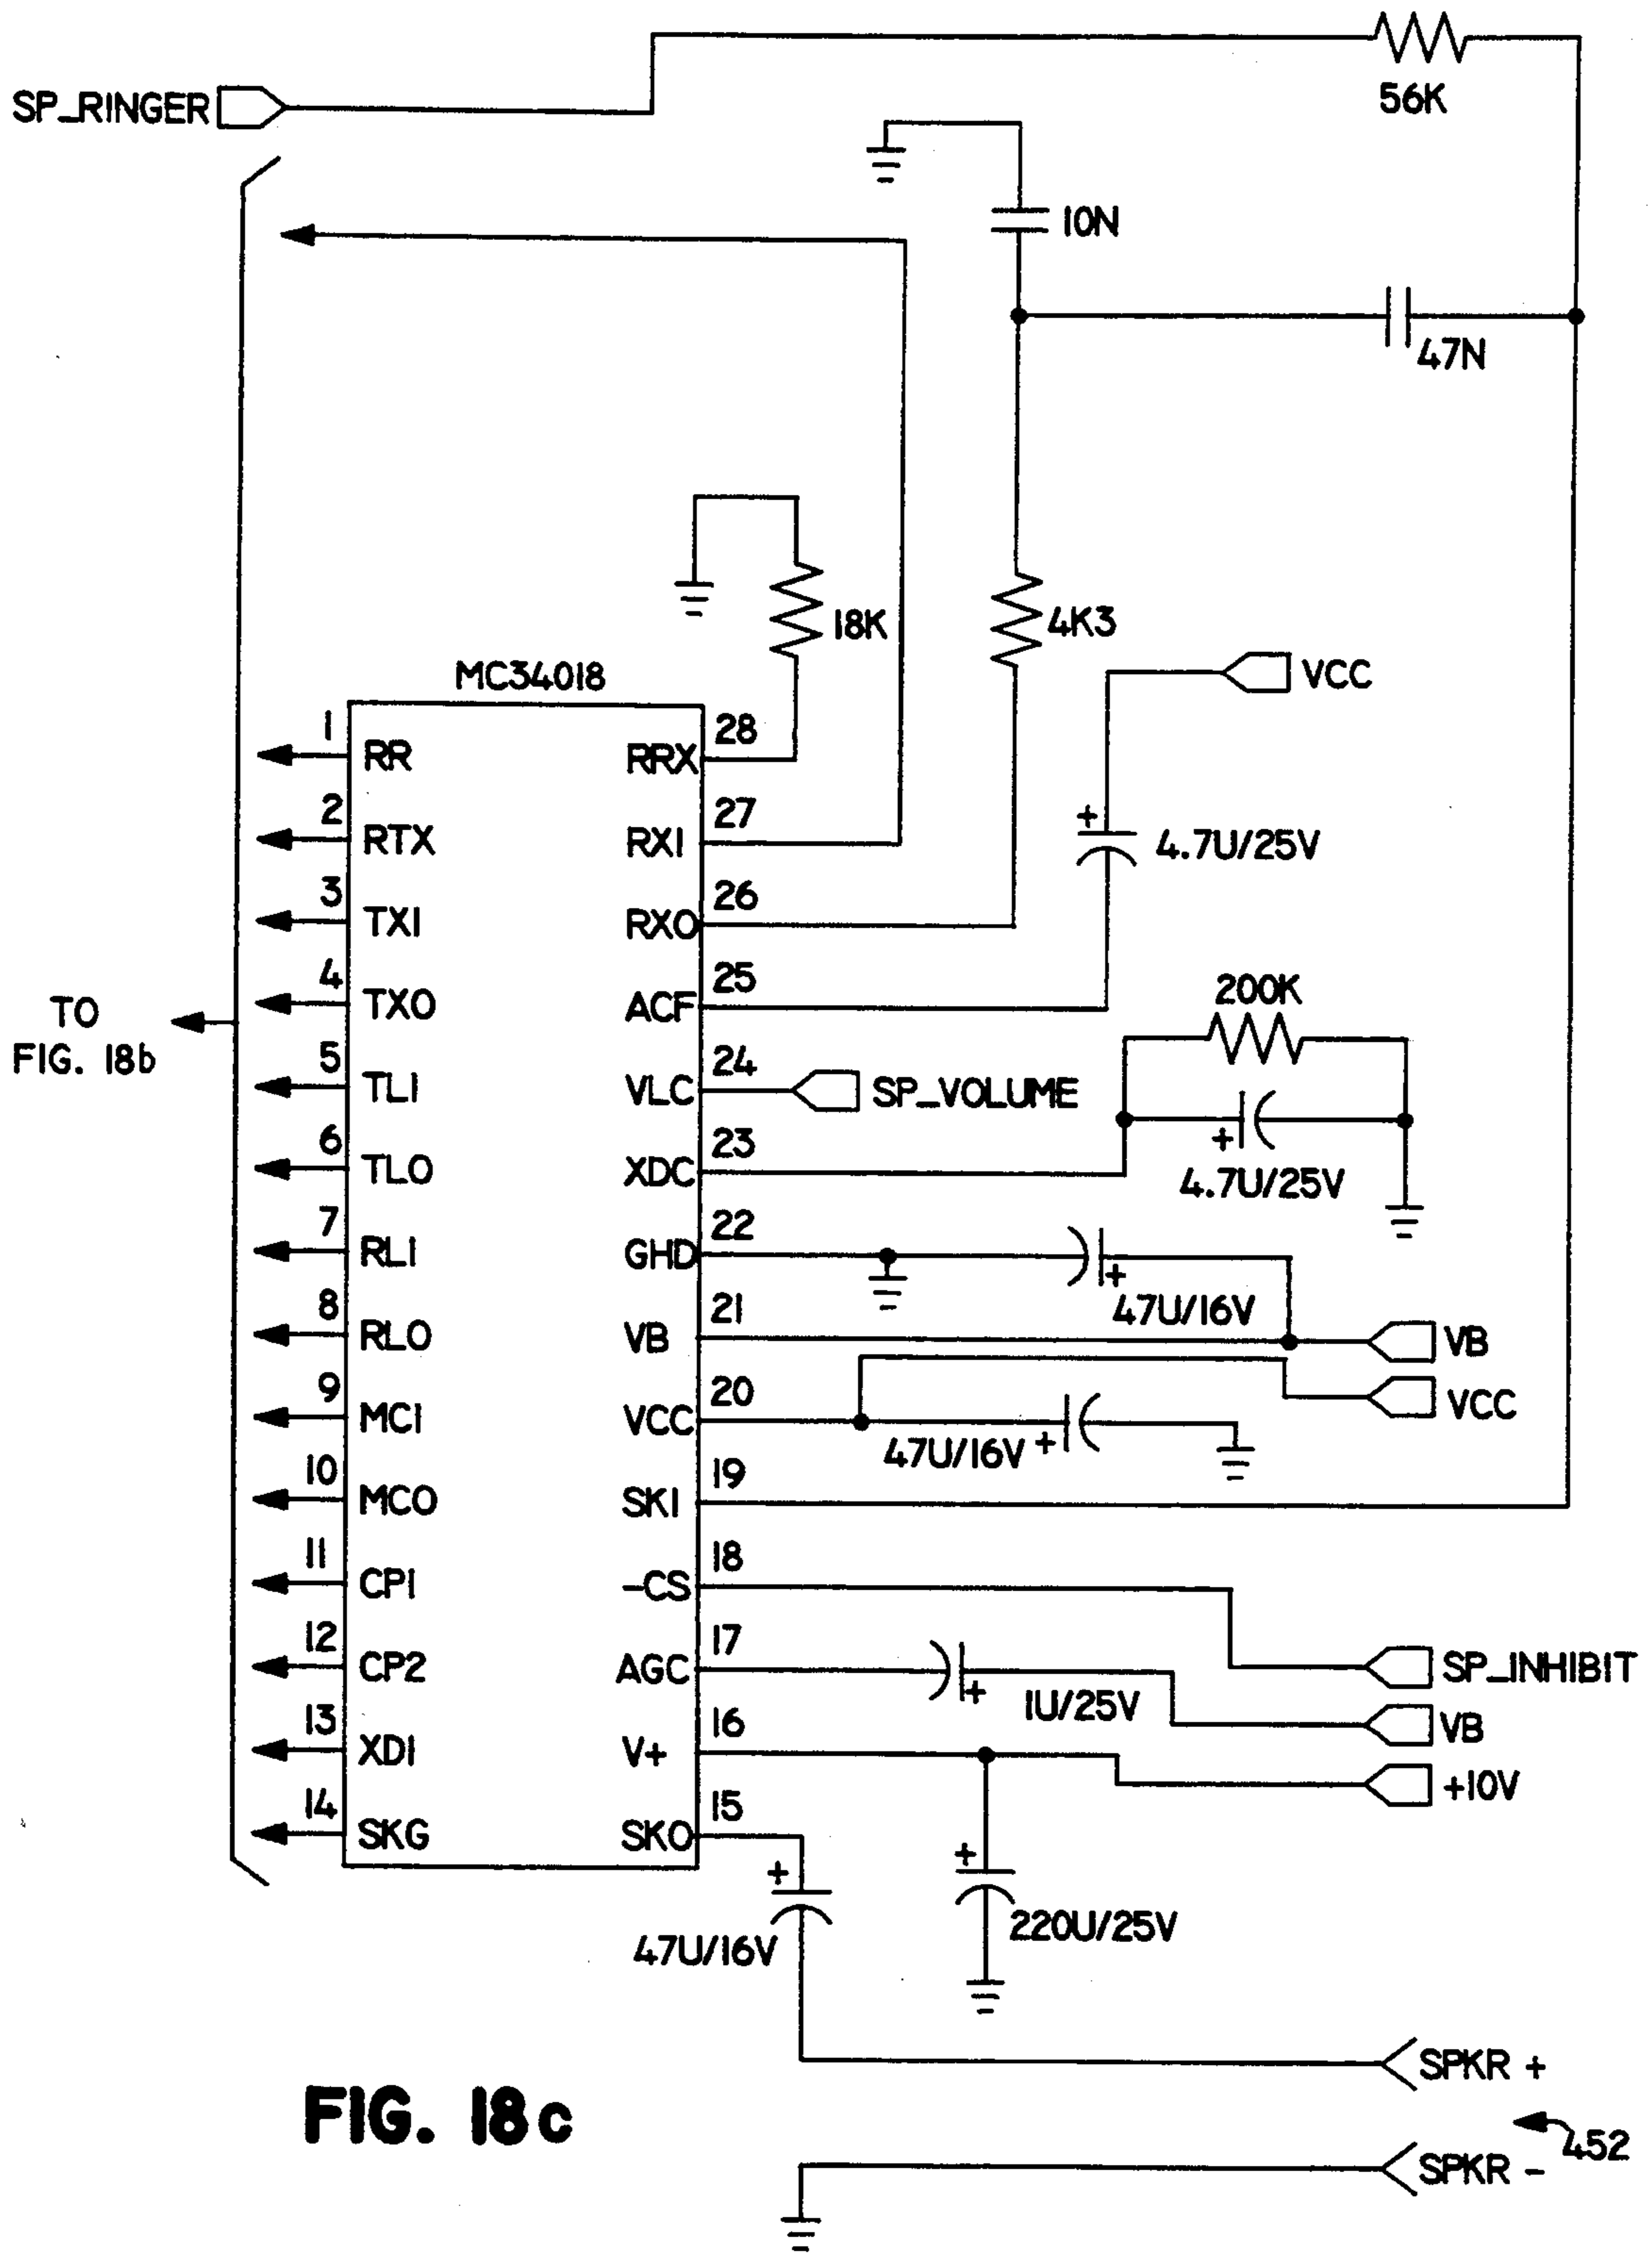 SP_RINGER
56K
10N
47N
18K
4K3
VCC
MC34018
1 RR
RRX 28
2 RTX
RXI 27
4.7U/25V
+
3 TXI
RXO 26
4 TXO
ACF 25
200K
TO
FIG. 18b
5 TLI
VLC 24
SP_VOLUME
6 TLO
XDC 23
+
4.7U/25V
7 RLI
GHD 22
+
47U/16V
8 RLO
VB 21
VB
9 MCI
VCC 20
VCC
47U/16V +
10 MCO
SKI 19
11 CPI
-CS 18
SP_INHIBIT
12 CP2
AGC 17
+
1U/25V
VB
13 XDI
V+ 16
+10V
14 SKG
SKO 15
+
47U/16V
+
220U/25V
SPKR +
452
SPKR -
FIG. 18c